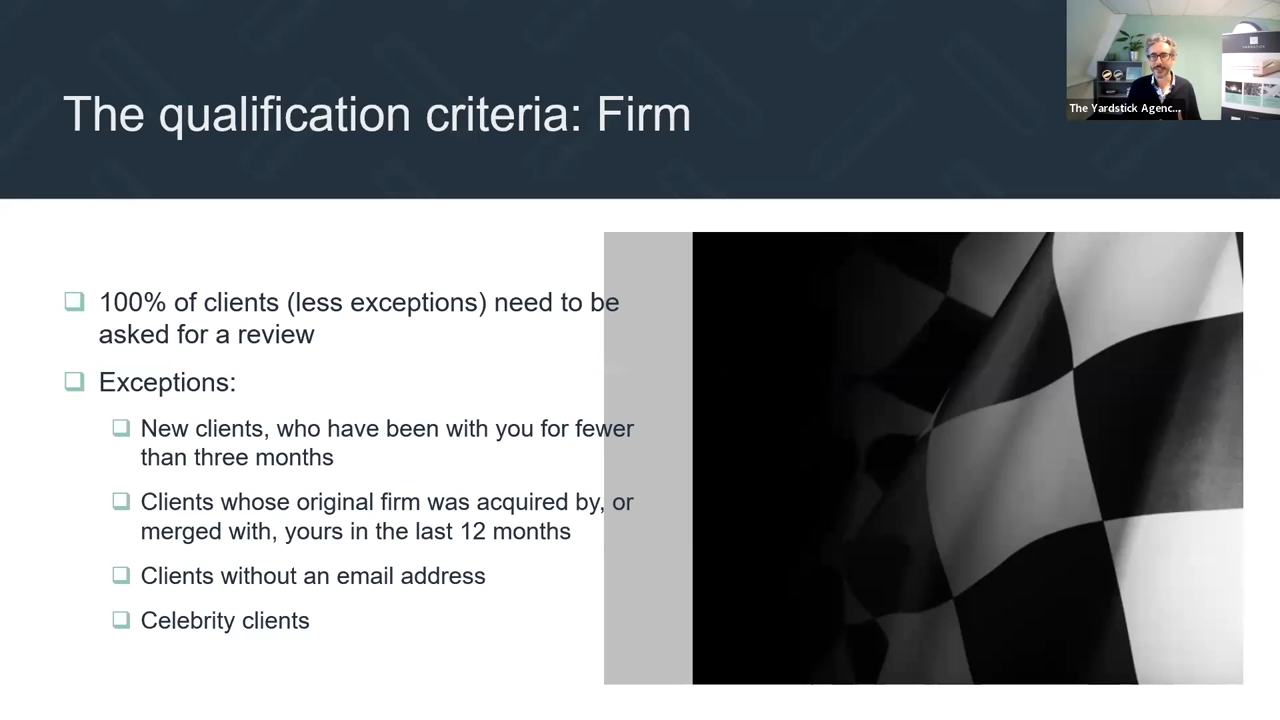 The qualification criteria: Firm
The Yardstick Agenc...
100% of clients (less exceptions) need to be
asked for a review
Exceptions:
New clients, who have been with you for fewer
than three months
Clients whose original firm was acquired by, or
merged with, yours in the last 12 months
Clients without an email address
Celebrity clients